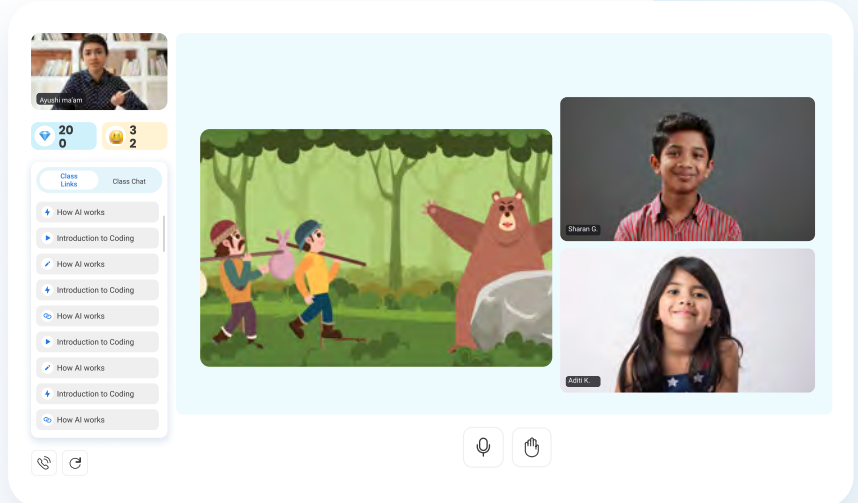 Ayushi ma'am
20
0
3
2
Class
Links
Class Chat
How AI works
Introduction to Coding
How AI works
Introduction to Coding
How AI works
Introduction to Coding
How AI works
Introduction to Coding
How AI works
Sharan G.
Aditi K.